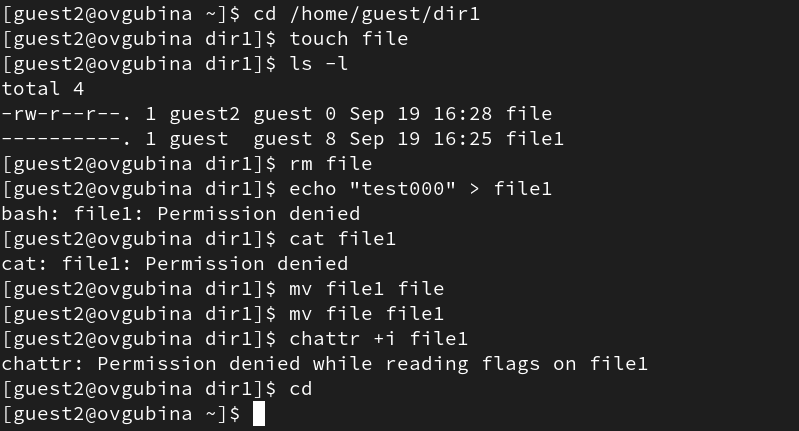 [guest2@ovgubina ~]$ cd /home/guest/dir1
[guest2@ovgubina dir1]$ touch file
[guest2@ovgubina dir1]$ ls -l
total 4
-rw-r--r--. 1 guest2 guest 0 Sep 19 16:28 file
----------. 1 guest  guest 8 Sep 19 16:25 file1
[guest2@ovgubina dir1]$ rm file
[guest2@ovgubina dir1]$ echo "test000" > file1
bash: file1: Permission denied
[guest2@ovgubina dir1]$ cat file1
cat: file1: Permission denied
[guest2@ovgubina dir1]$ mv file1 file
[guest2@ovgubina dir1]$ mv file file1
[guest2@ovgubina dir1]$ chattr +i file1
chattr: Permission denied while reading flags on file1
[guest2@ovgubina dir1]$ cd
[guest2@ovgubina ~]$